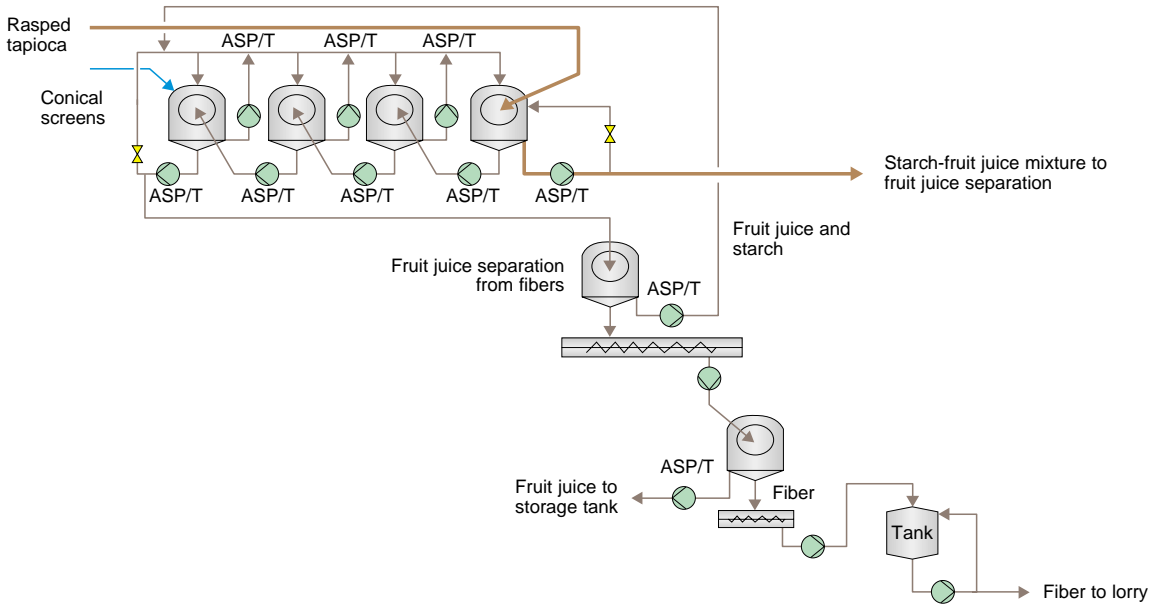 Rasped
tapioca
ASP/T
ASP/T
ASP/T
Conical
screens
ASP/T
ASP/T
ASP/T
ASP/T
ASP/T
Starch-fruit juice mixture to
fruit juice separation
Fruit juice and
starch
Fruit juice separation
from fibers
ASP/T
ASP/T
Fruit juice to
storage tank
Fiber
Tank
Fiber to lorry